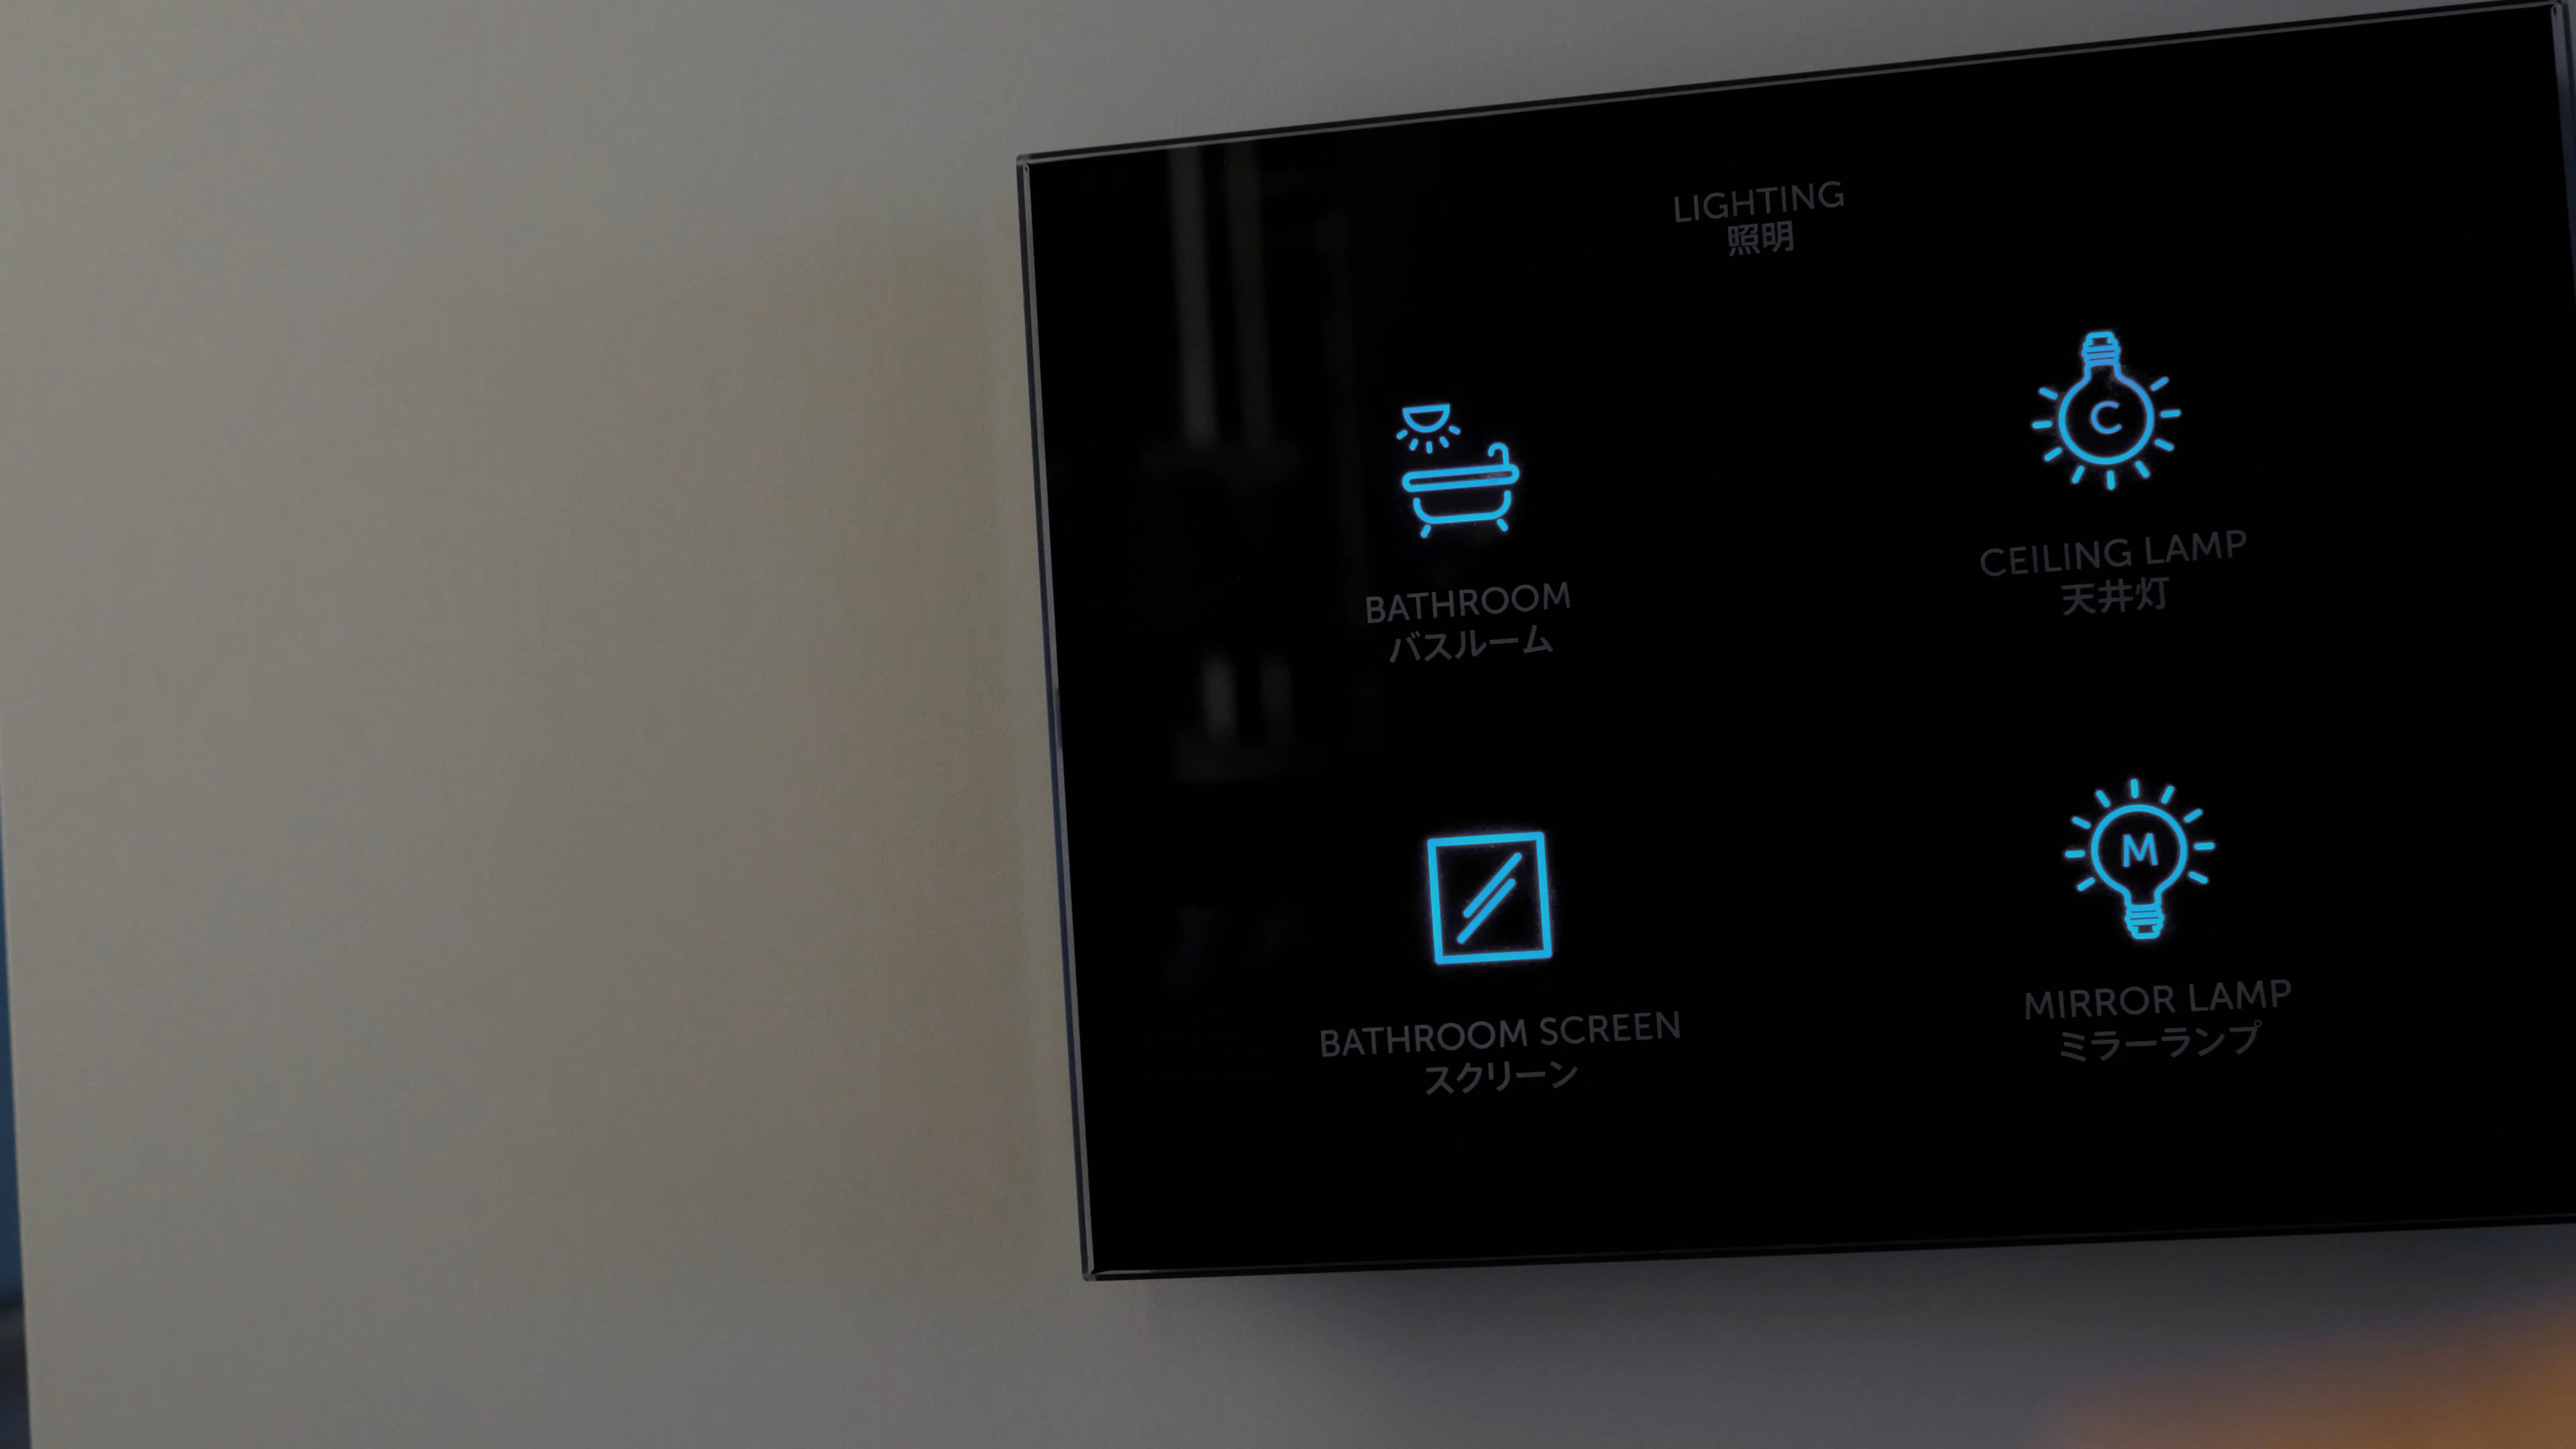 LIGHTING
照明
BATHROOM
バスルーム
C
CEILING LAMP
天井灯
BATHROOM SCREEN
スクリーン
M
MIRROR LAMP
ミラーランプ